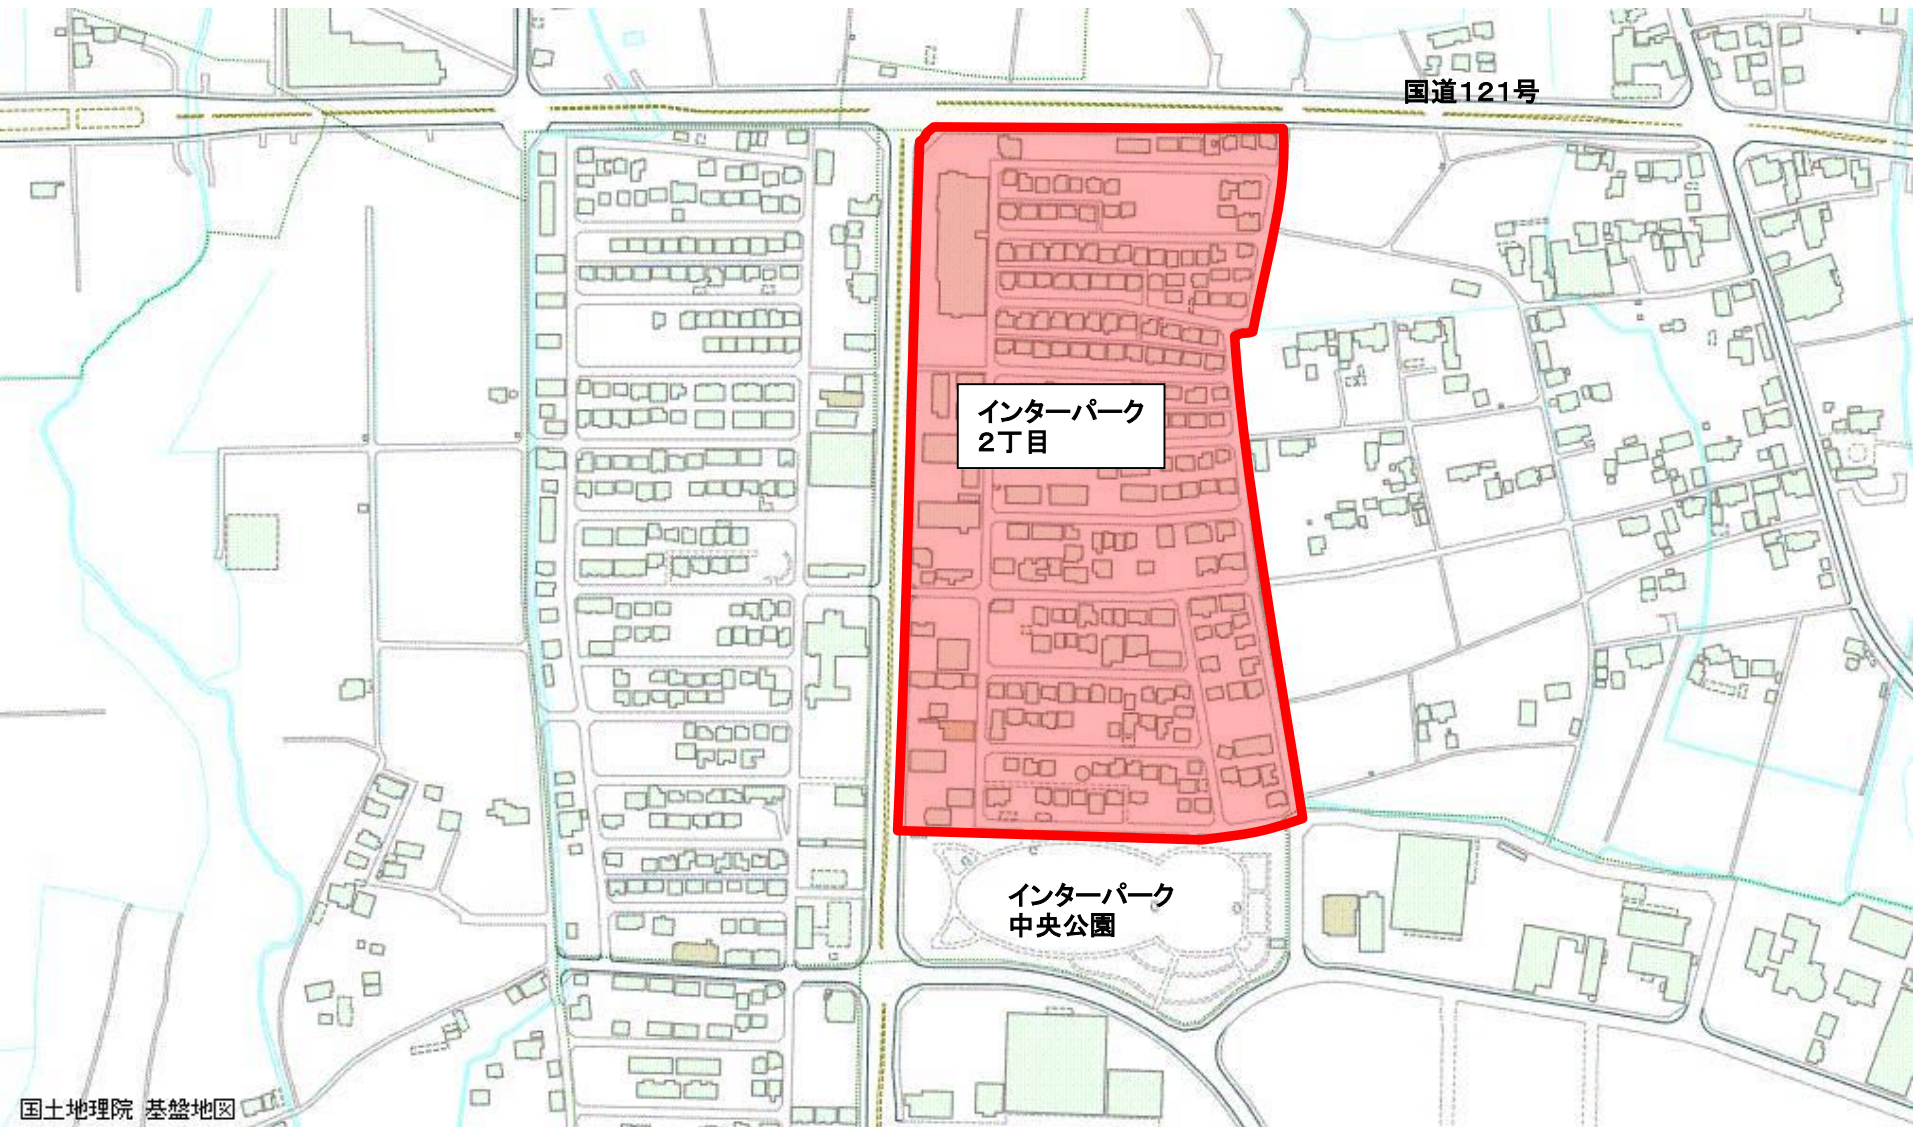 国道121号
インターパーク
2丁目
インターパーク
中央公園
国土地理院 基盤地図